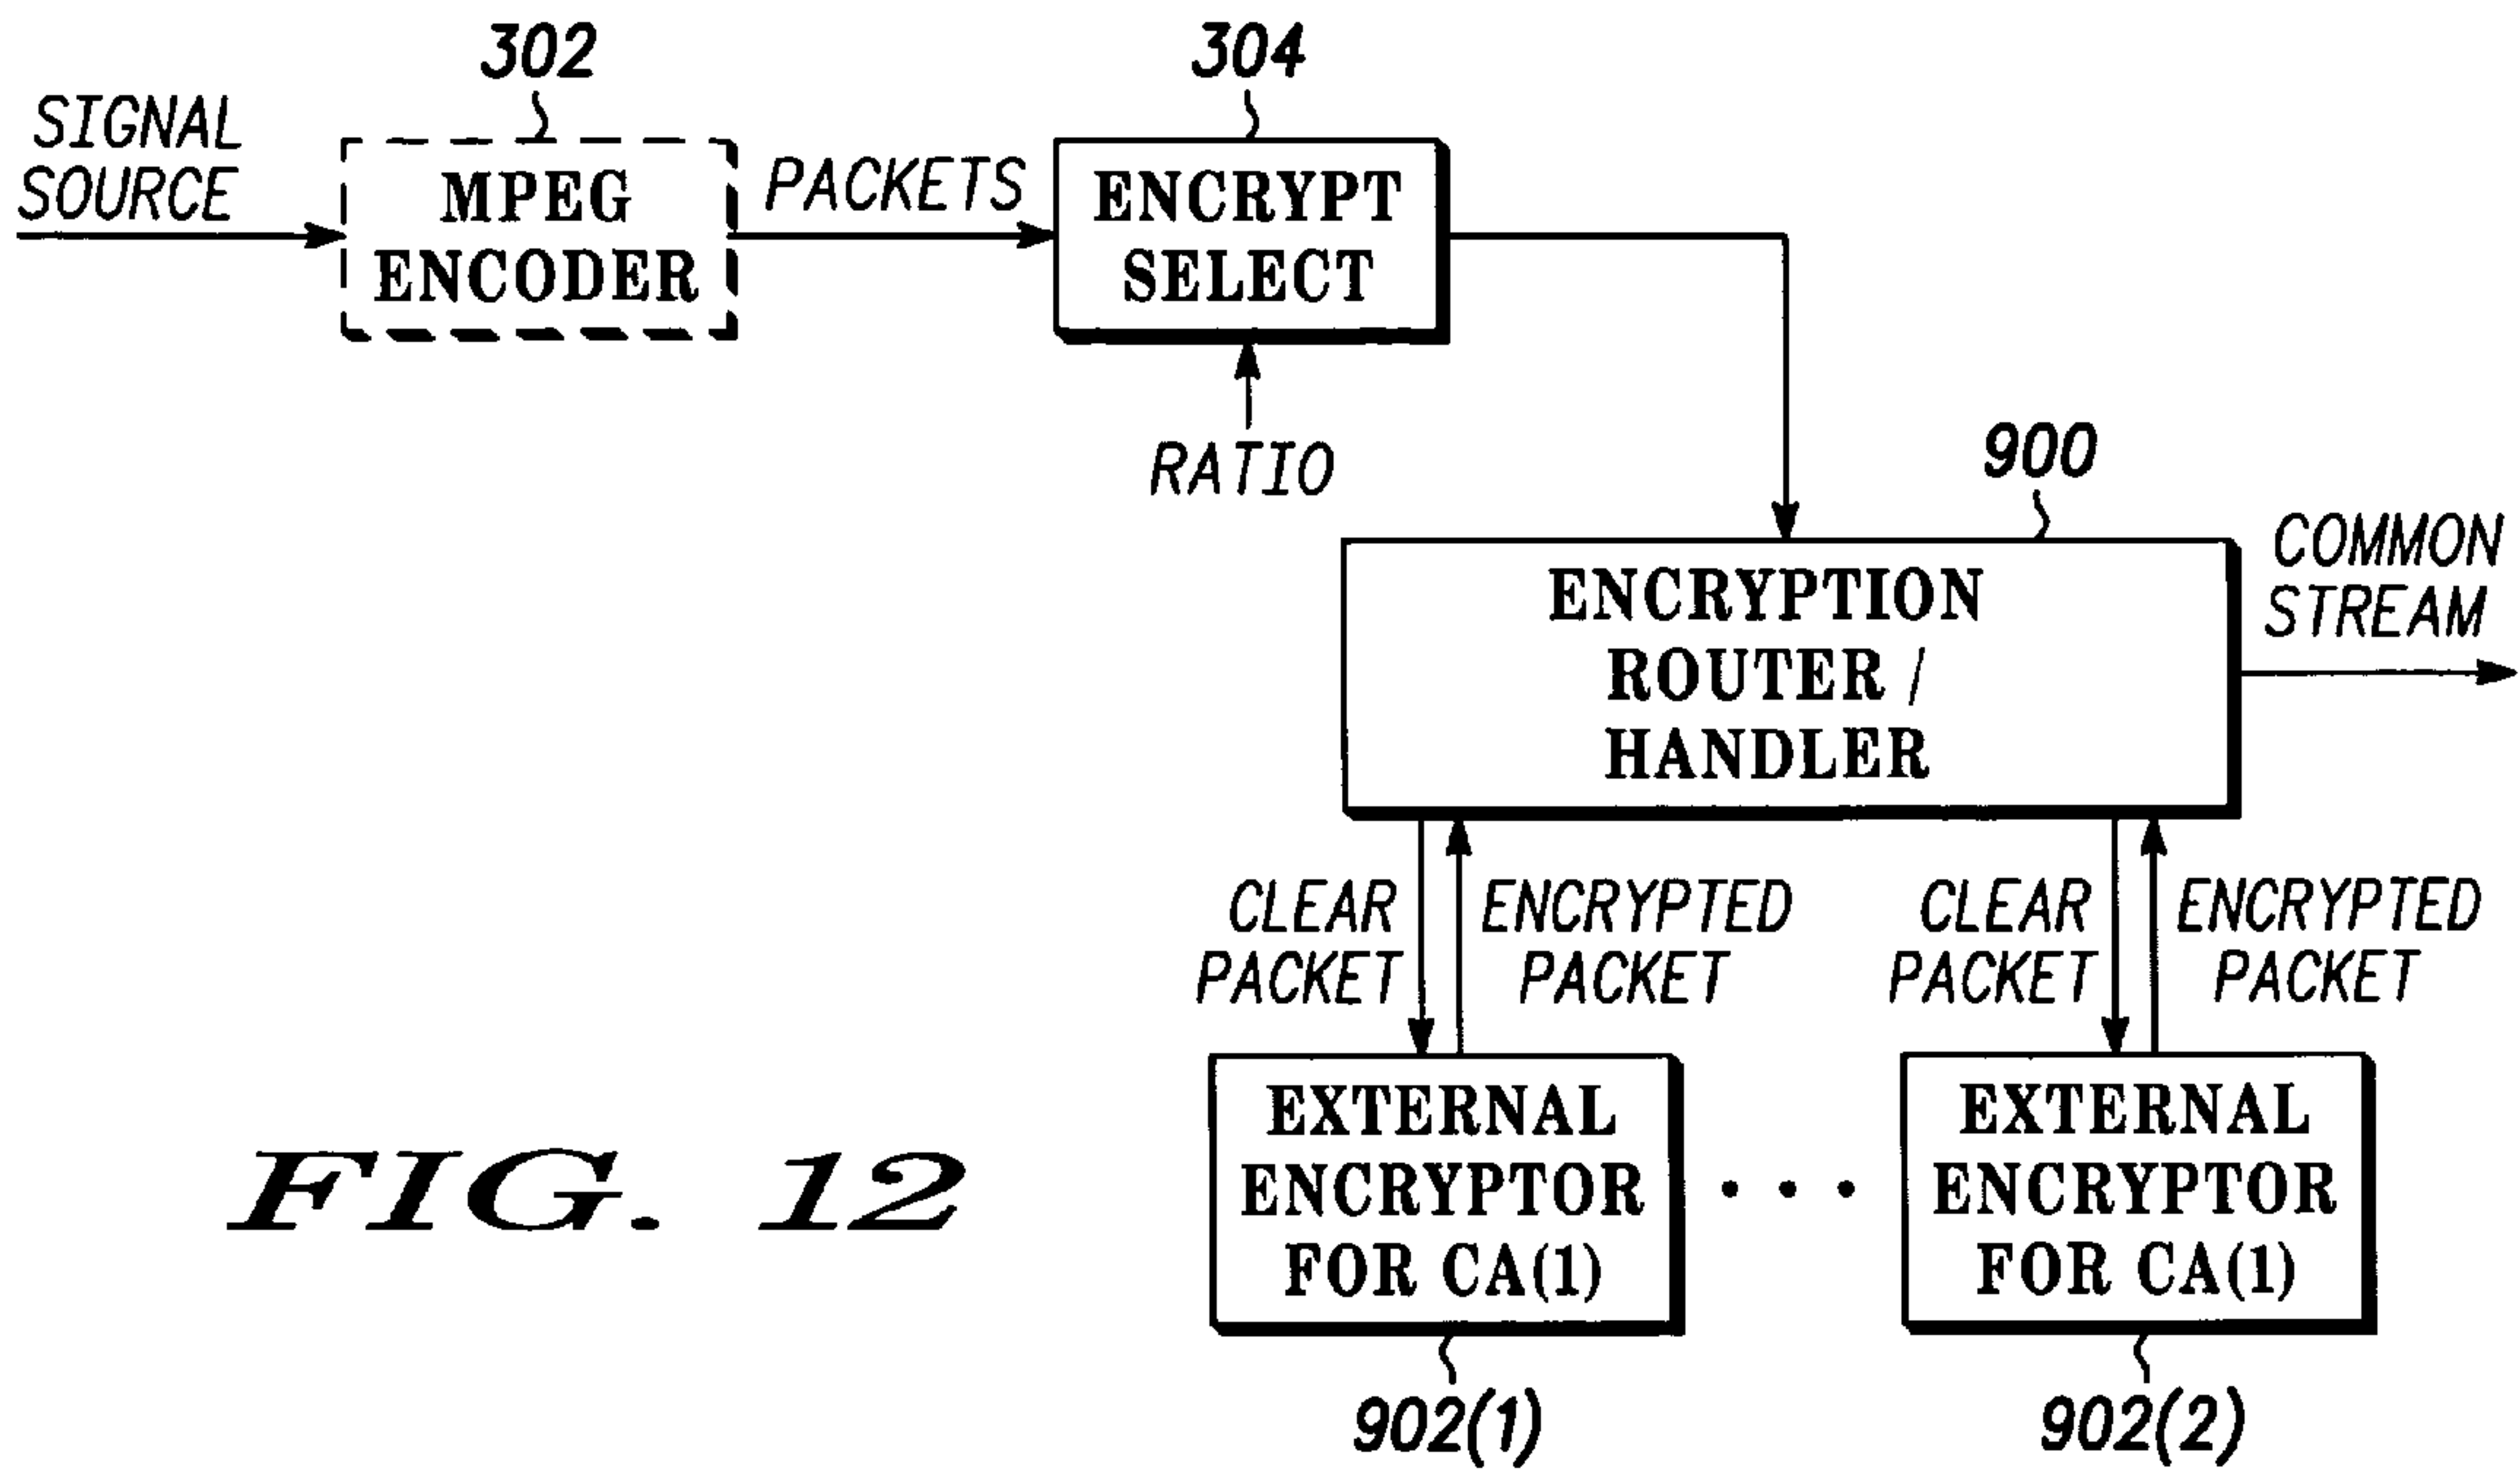 302
304
SIGNAL
SOURCE
MPEG
ENCODER
PACKETS
ENCRYPT
SELECT
RATIO
900
ENCRYPTION
ROUTER /
HANDLER
COMMON
STREAM
CLEAR
PACKET
ENCRYPTED
PACKET
CLEAR
PACKET
ENCRYPTED
PACKET
EXTERNAL
ENCRYPTOR
FOR CA(1)
• • •
EXTERNAL
ENCRYPTOR
FOR CA(1)
902(1)
902(2)
FIG. 12